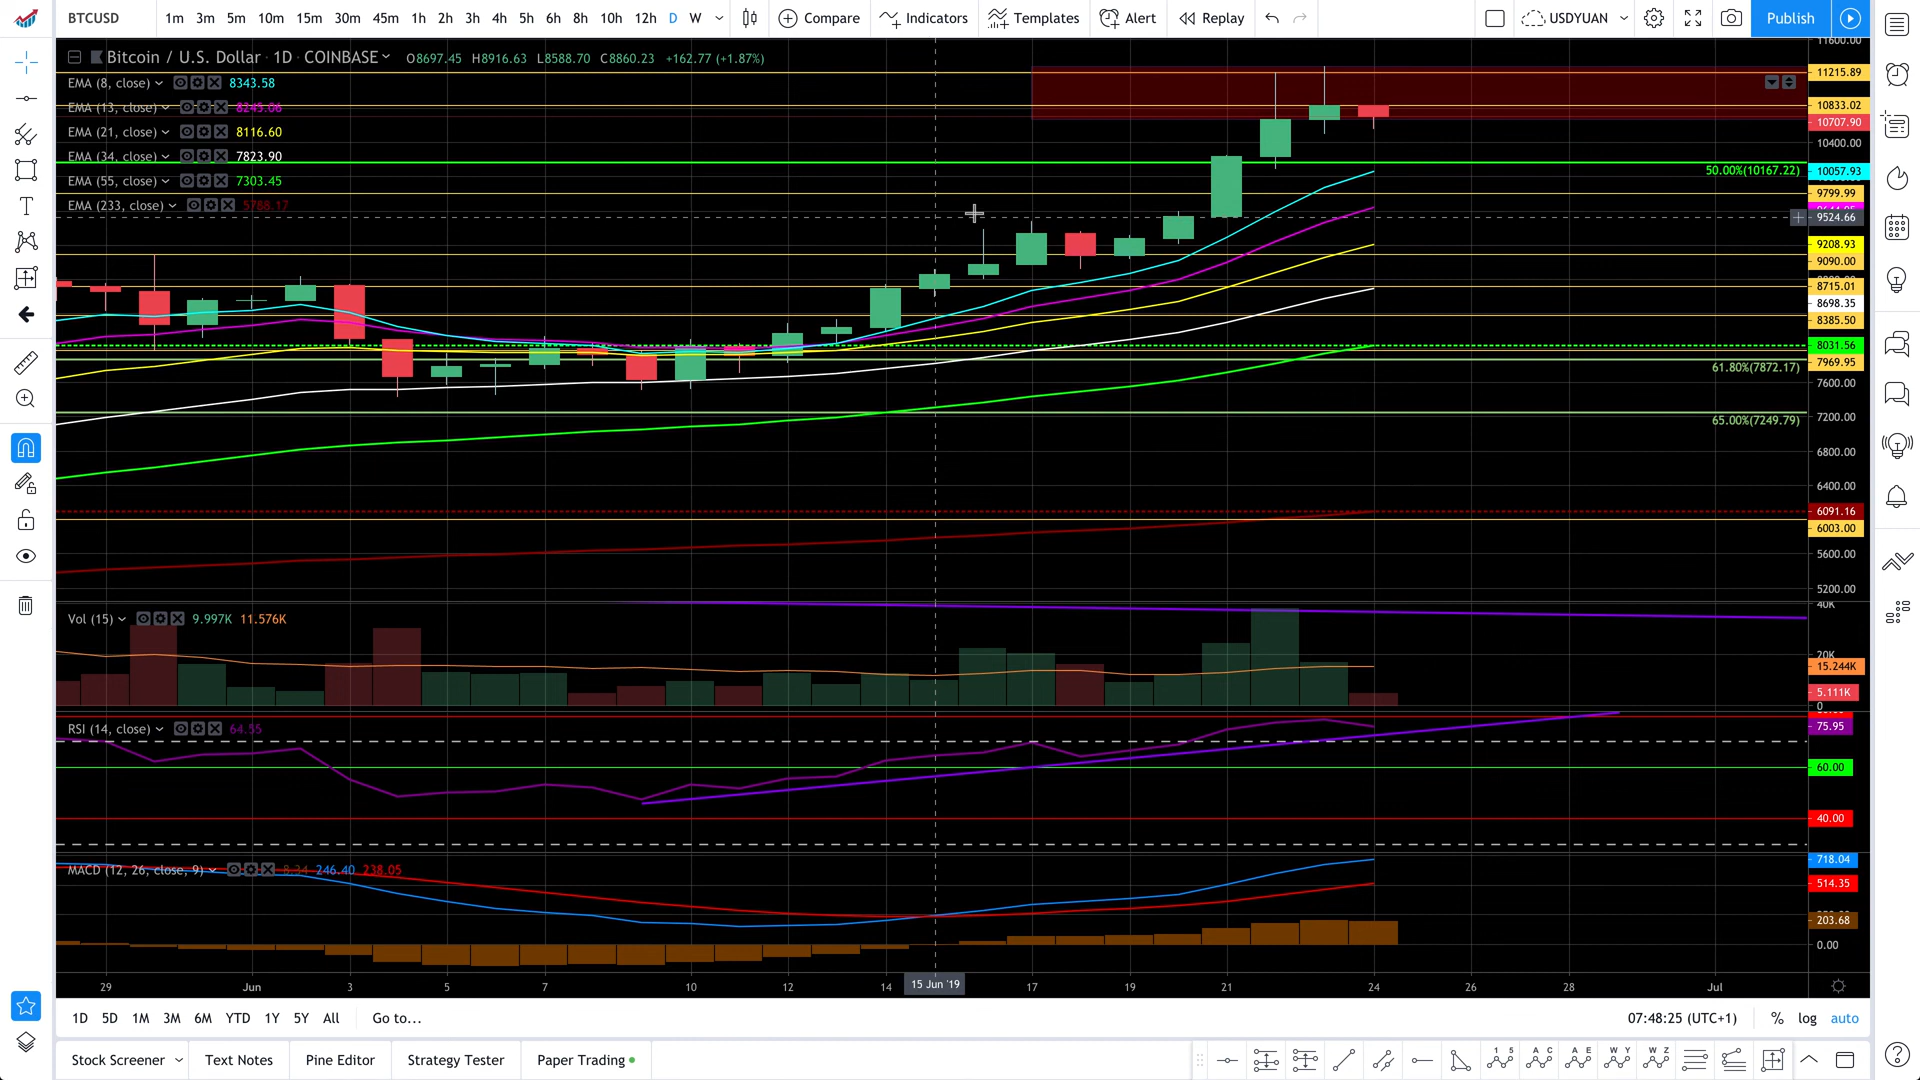 BTCUSD 1m 3m 5m 10m 15m 30m 45m 1h 2h 3h 4h 5h 6h 8h 10h 12h D W Compare Indicators Templates Alert Replay USDYUAN Publish
Bitcoin / U.S. Dollar · 1D · COINBASE O8697.45 H8916.63 L8588.70 C8860.23 +162.77 (+1.87%)
EMA (8, close) 8343.58
EMA (13, close) 8245.06
EMA (21, close) 8116.60
EMA (34, close) 7823.90
EMA (55, close) 7303.45
EMA (233, close) 5788.17
11600.00
11215.89
10833.02
10707.90
10400.00
50.00%(10167.22) 10057.93
9799.99
9524.66
9208.93
9090.00
8715.01
8698.35
8385.50
8031.56
7969.95
61.80%(7872.17)
7600.00
7200.00
65.00%(7249.79)
6800.00
6400.00
6091.16
6003.00
5600.00
5200.00
Vol (15) 9.997K 11.576K
40K
20K
15.244K
5.111K
0
RSI (14, close) 64.55
75.95
60.00
40.00
MACD (12, 26, close, 9) 8.34 246.40 238.05
718.04
514.35
203.68
0.00
29 Jun 3 5 7 10 12 14 15 Jun '19 17 19 21 24 26 28 Jul
1D 5D 1M 3M 6M YTD 1Y 5Y All Go to... 07:48:25 (UTC+1) % log auto
Stock Screener Text Notes Pine Editor Strategy Tester Paper Trading